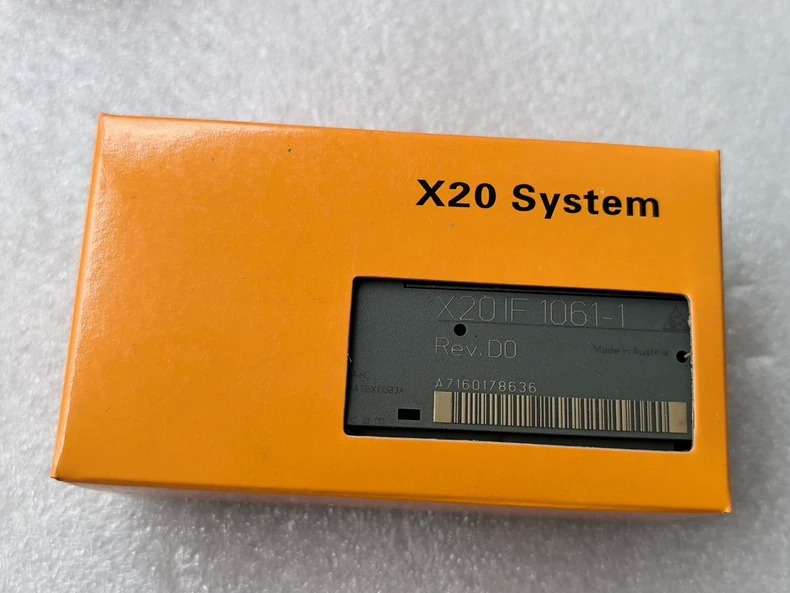 X20 System
X20 IF 1061-1
Rev. D0
Made in Austria
A7160178636